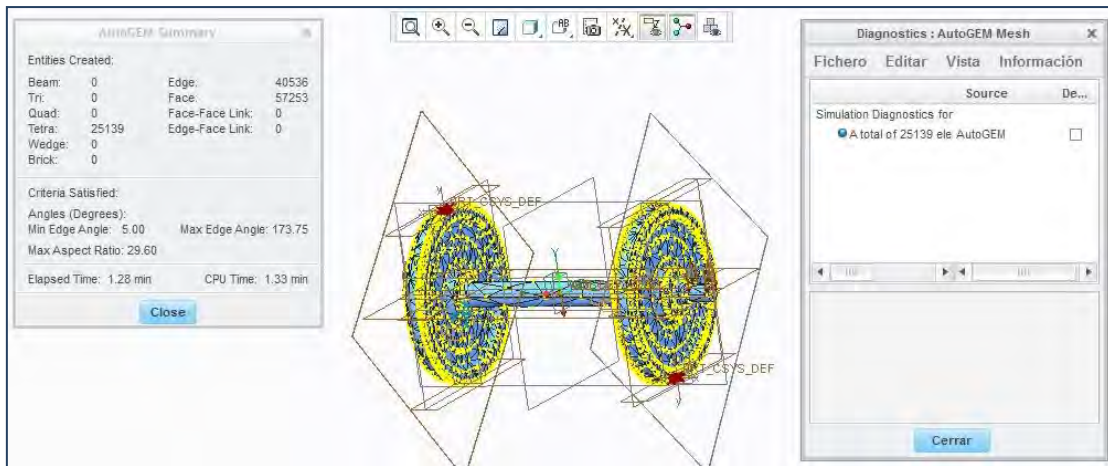 AutoGEM Summary
Entities Created:
Beam: 0 Edge: 40536
Tri: 0 Face: 57253
Quad: 0 Face-Face Link: 0
Tetra: 25139 Edge-Face Link: 0
Wedge: 0
Brick: 0
Criteria Satisfied:
Angles (Degrees):
Min Edge Angle: 5.00 Max Edge Angle: 173.75
Max Aspect Ratio: 29.60
Elapsed Time: 1.28 min CPU Time: 1.33 min
Close
PRT_CSYS_DEF
Y
PRT_CSYS_DEF
y
Diagnostics : AutoGEM Mesh
Fichero Editar Vista Información
Source De...
Simulation Diagnostics for
A total of 25139 ele AutoGEM
Cerrar